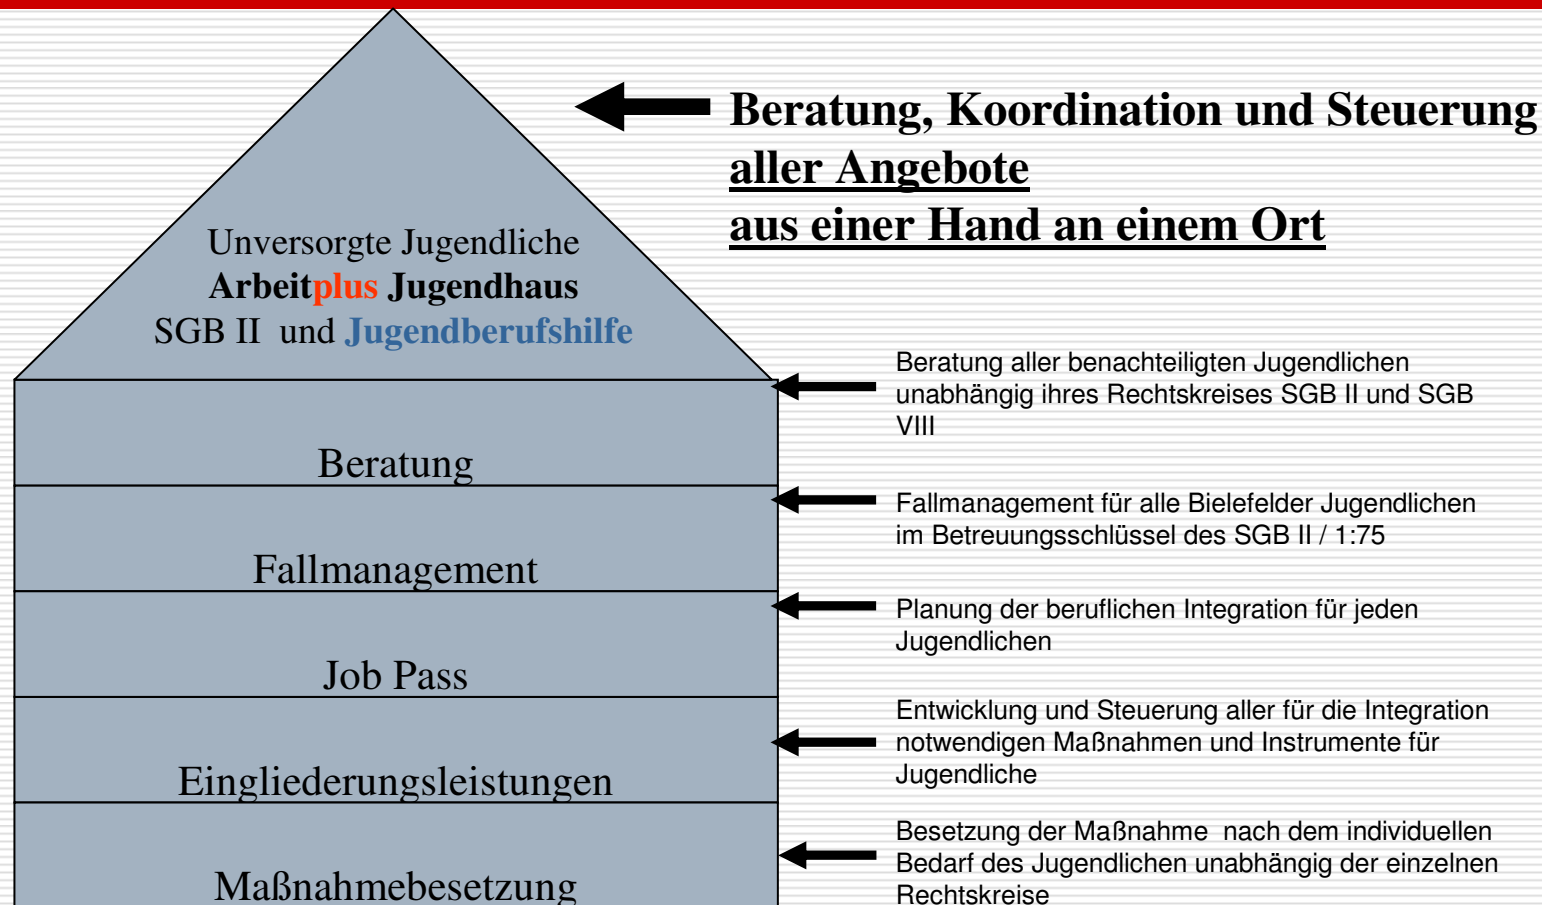 Beratung, Koordination und Steuerung
aller Angebote
aus einer Hand an einem Ort
Unversorgte Jugendliche
Arbeitplus Jugendhaus
SGB II und Jugendberufshilfe
Beratung aller benachteiligten Jugendlichen
unabhängig ihres Rechtskreises SGB II und SGB
VIII
Beratung
Fallmanagement für alle Bielefelder Jugendlichen
im Betreuungsschlüssel des SGB II / 1:75
Fallmanagement
Planung der beruflichen Integration für jeden
Jugendlichen
Job Pass
Entwicklung und Steuerung aller für die Integration
notwendigen Maßnahmen und Instrumente für
Jugendliche
Eingliederungsleistungen
Besetzung der Maßnahme nach dem individuellen
Bedarf des Jugendlichen unabhängig der einzelnen
Rechtskreise
Maßnahmebesetzung